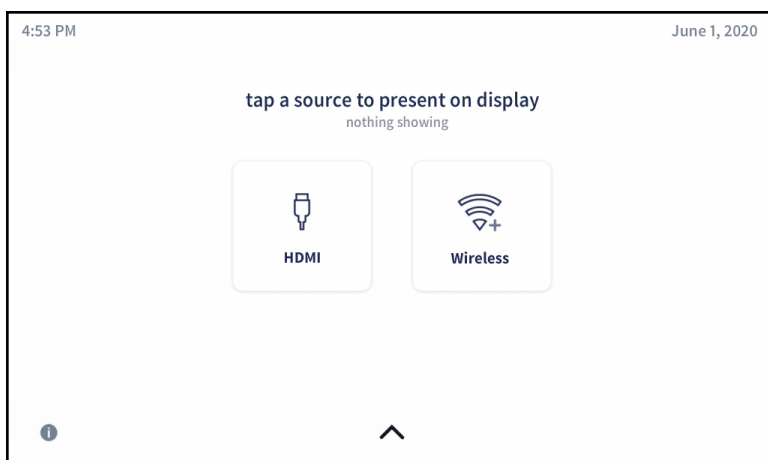 4:53 PM June 1, 2020
tap a source to present on display
nothing showing
HDMI Wireless